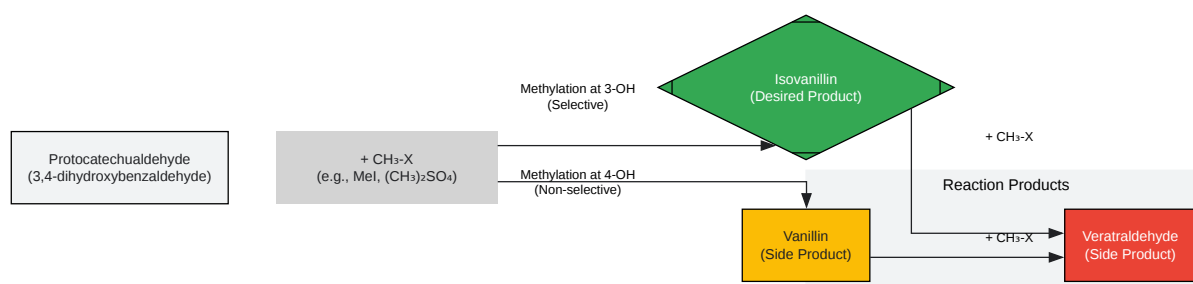 Protocatechualdehyde
(3,4-dihydroxybenzaldehyde)
+ CH₃-X
(e.g., MeI, (CH₃)₂SO₄)
Methylation at 3-OH
(Selective)
Methylation at 4-OH
(Non-selective)
Isovanillin
(Desired Product)
+ CH₃-X
Reaction Products
Vanillin
(Side Product)
+ CH₃-X
Veratraldehyde
(Side Product)